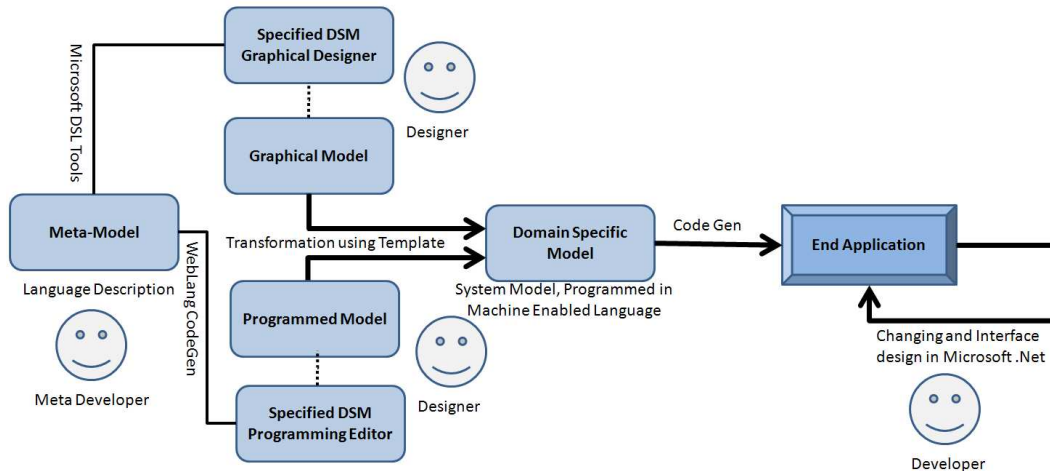 Specified DSM
Graphical Designer
Microsoft DSL Tools
Designer
Graphical Model
Meta-Model
Language Description
Meta Developer
WebLang CodeGen
Transformation using Template
Programmed Model
Designer
Specified DSM
Programming Editor
Domain Specific
Model
System Model, Programmed in
Machine Enabled Language
Code Gen
End Application
Changing and Interface
design in Microsoft .Net
Developer